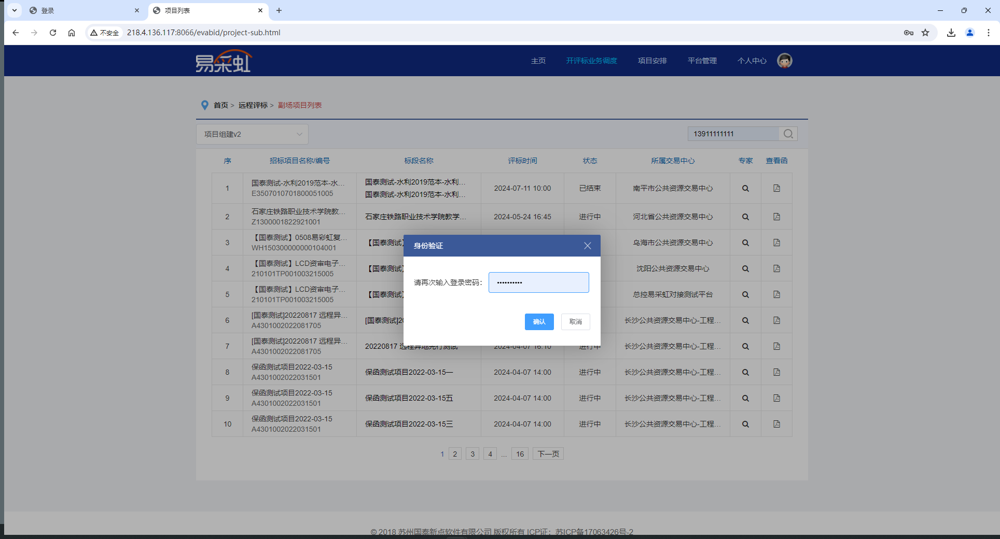 登录
项目列表
不安全
218.4.136.117:8066/evabid/project-sub.html
易采虹
主页
开评标业务调度
项目安排
平台管理
个人中心
首页 > 远程评标 > 副场项目列表
项目组建v2
13911111111
序 招标项目名称/编号 标段名称 评标时间 状态 所属交易中心 专家 查看函
1
国泰测试-水利2019范本-水...
E3507010701800051005
国泰测试-水利2019范本-水利...
国泰测试-水利2019范本-水利...
2024-07-11 10:00
已结束
南平市公共资源交易中心
2
石家庄铁路职业技术学院教...
Z1300001822921001
石家庄铁路职业技术学院教学...
2024-05-24 16:45
进行中
河北省公共资源交易中心
3
【国泰测试】0508易彩虹复...
WH150300000000104001
【国泰测试】
乌海市公共资源交易中心
4
【国泰测试】LCD资审电子...
210101TP001003215005
【国泰测试】
沈阳公共资源交易中心
5
【国泰测试】LCD资审电子...
210101TP001003215005
【国泰测试】
总控易采虹对接测试平台
6
[国泰测试]20220817 远程异...
A4301002022081705
[国泰测试]20
长沙公共资源交易中心-工程...
7
[国泰测试]20220817 远程异...
A4301002022081705
20220817 远程异地先行测试
2024-04-07 16:10
进行中
长沙公共资源交易中心-工程...
8
保函测试项目2022-03-15
A4301002022031501
保函测试项目2022-03-15一
2024-04-07 14:00
进行中
长沙公共资源交易中心-工程...
9
保函测试项目2022-03-15
A4301002022031501
保函测试项目2022-03-15五
2024-04-07 14:00
进行中
长沙公共资源交易中心-工程...
10
保函测试项目2022-03-15
A4301002022031501
保函测试项目2022-03-15三
2024-04-07 14:00
进行中
长沙公共资源交易中心-工程...
身份验证
请再次输入登录密码：
••••••••••
确认
取消
1 2 3 4 ... 16 下一页
© 2018 苏州国泰新点软件有限公司 版权所有 ICP证：苏ICP备17063426号-2